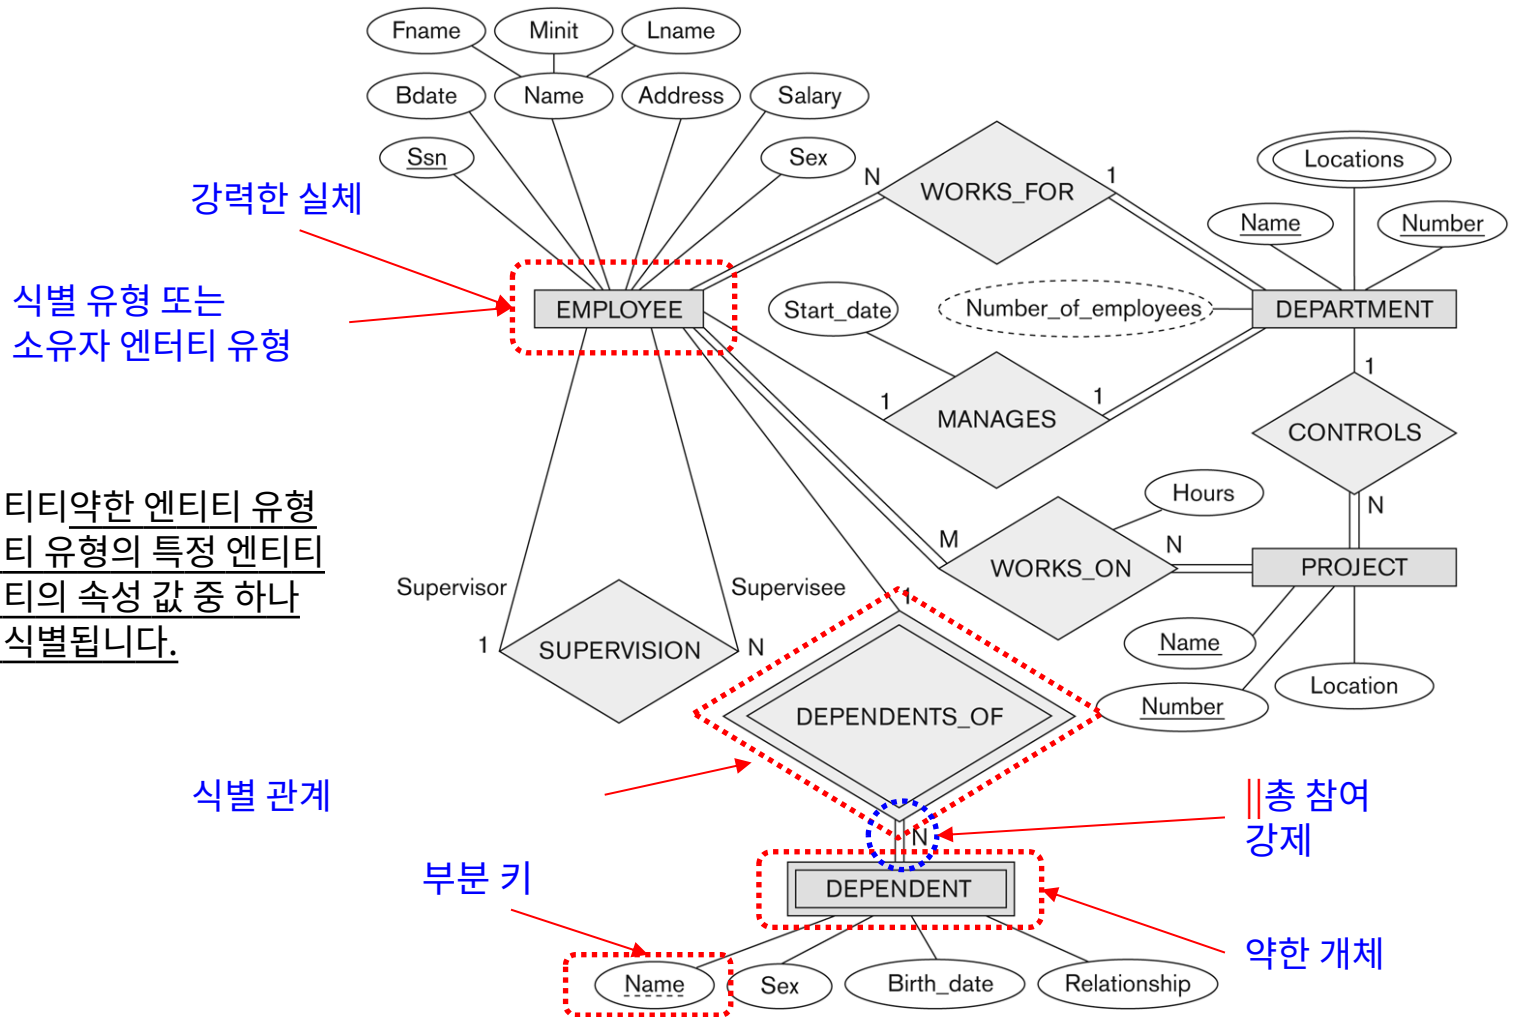 Fname
Minit
Lname
Bdate
Name
Address
Salary
Ssn
Sex
강력한 실체
N
WORKS_FOR
1
Locations
Name
Number
식별 유형 또는
소유자 엔터티 유형
EMPLOYEE
Start_date
Number_of_employees
DEPARTMENT
1
MANAGES
1
1
CONTROLS
N
Hours
티티약한 엔티티 유형
티 유형의 특정 엔티티
티의 속성 값 중 하나
식별됩니다.
M
WORKS_ON
N
PROJECT
Supervisor
Supervisee
1
SUPERVISION
N
1
Name
Number
Location
DEPENDENTS_OF
식별 관계
||총 참여
강제
N
부분 키
DEPENDENT
약한 개체
Name
Sex
Birth_date
Relationship